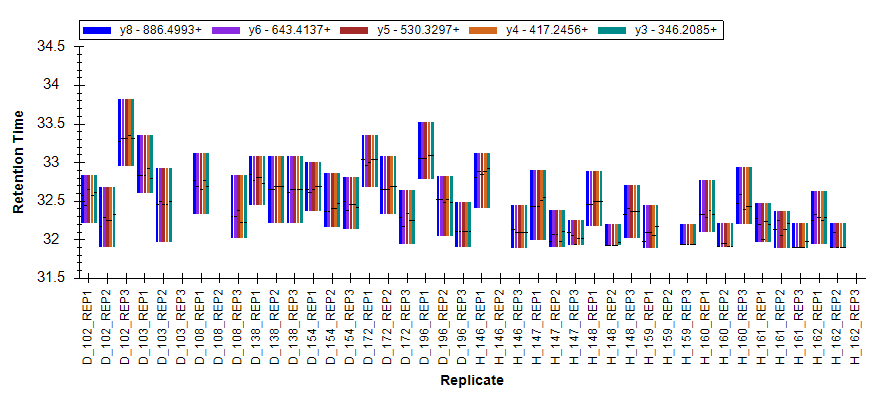 y8 - 886.4993+ y6 - 643.4137+ y5 - 530.3297+ y4 - 417.2456+ y3 - 346.2085+
34.5
34
33.5
33
32.5
32
31.5
Retention Time
D_102_REP1
D_102_REP2
D_102_REP3
D_103_REP1
D_103_REP2
D_103_REP3
D_108_REP1
D_108_REP2
D_108_REP3
D_138_REP1
D_138_REP2
D_138_REP3
D_154_REP1
D_154_REP2
D_154_REP3
D_172_REP1
D_172_REP2
D_172_REP3
D_196_REP1
D_196_REP2
D_196_REP3
H_146_REP1
H_146_REP2
H_146_REP3
H_147_REP1
H_147_REP2
H_147_REP3
H_148_REP1
H_148_REP2
H_148_REP3
H_159_REP1
H_159_REP2
H_159_REP3
H_160_REP1
H_160_REP2
H_160_REP3
H_161_REP1
H_161_REP2
H_161_REP3
H_162_REP1
H_162_REP2
H_162_REP3
Replicate